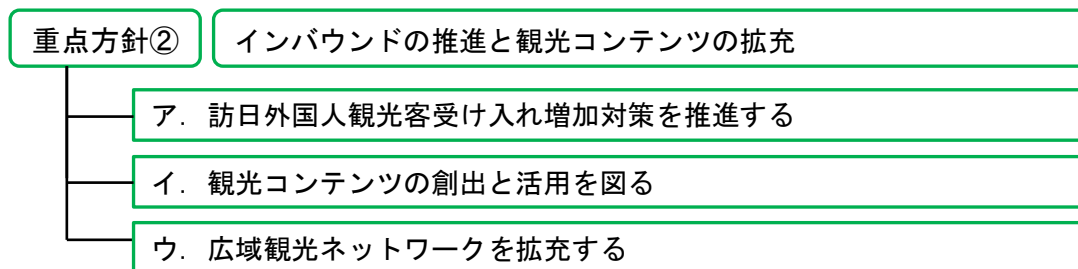 重点方針② インバウンドの推進と観光コンテンツの拡充
ア．訪日外国人観光客受け入れ増加対策を推進する
イ．観光コンテンツの創出と活用を図る
ウ．広域観光ネットワークを拡充する